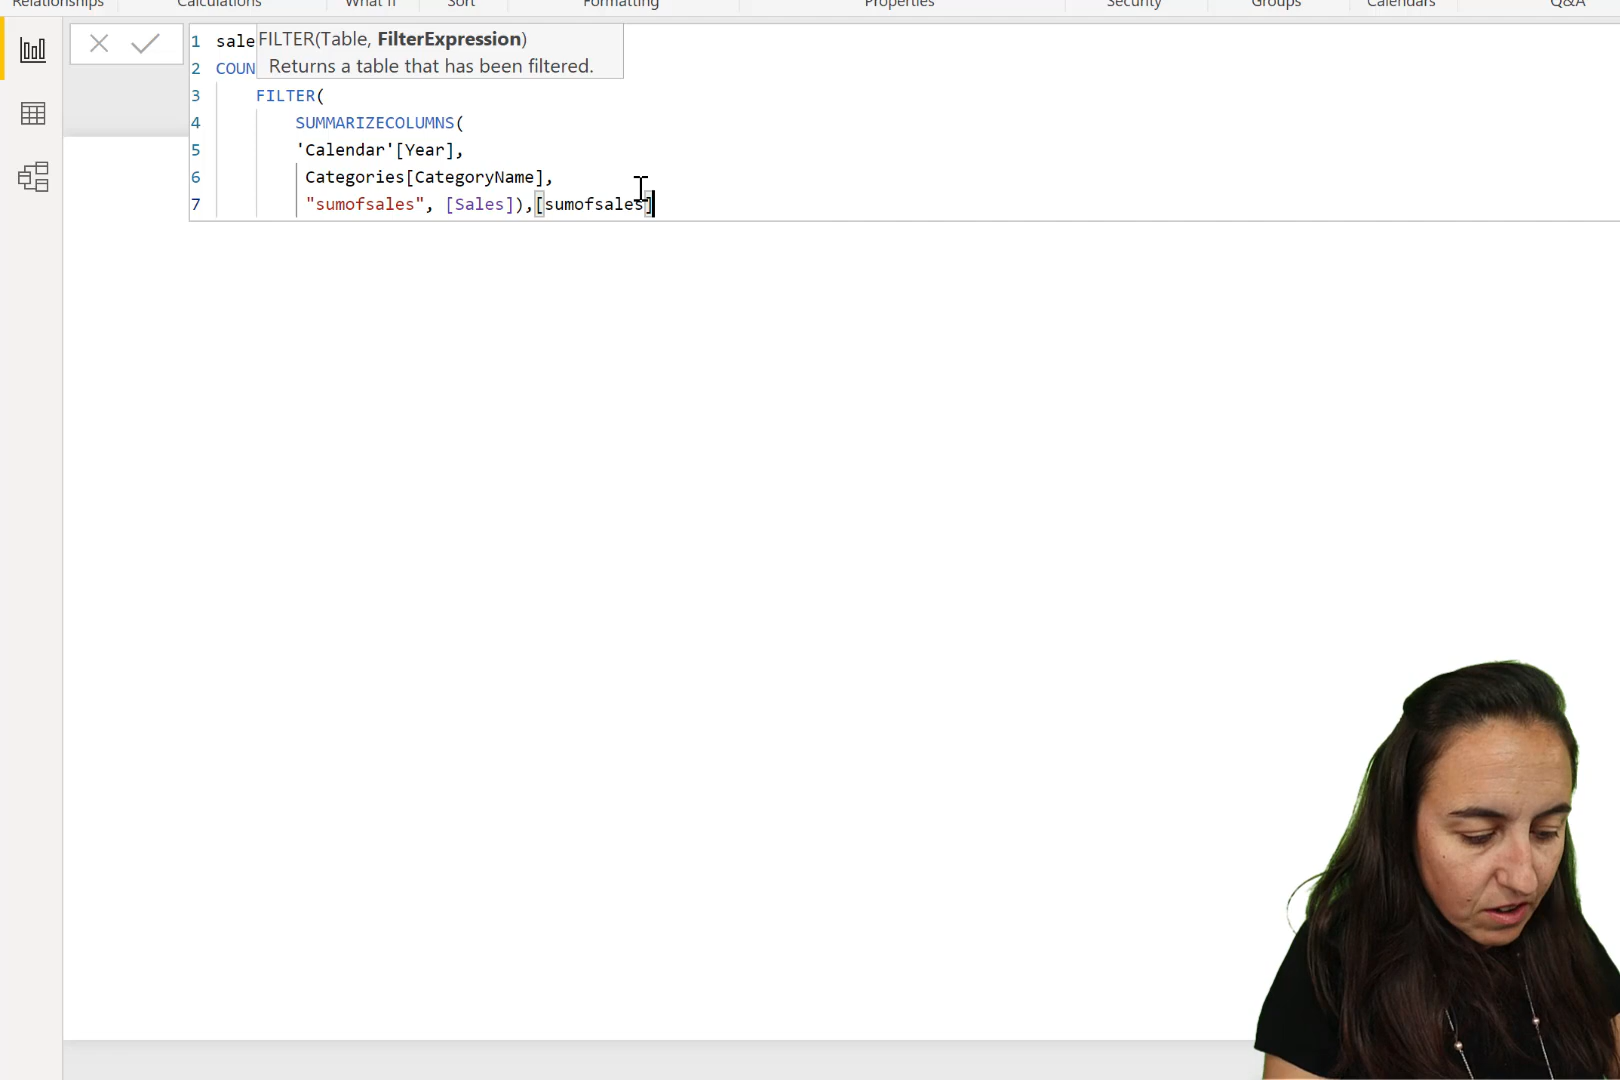 Relationships Calculations What if Sort Formatting Properties Security Groups Calendars Q&A
FILTER(Table, FilterExpression)
Returns a table that has been filtered.
1 sale
2 COUN
3 FILTER(
4 SUMMARIZECOLUMNS(
5 'Calendar'[Year],
6 Categories[CategoryName],
7 "sumofsales", [Sales]),[sumofsales]